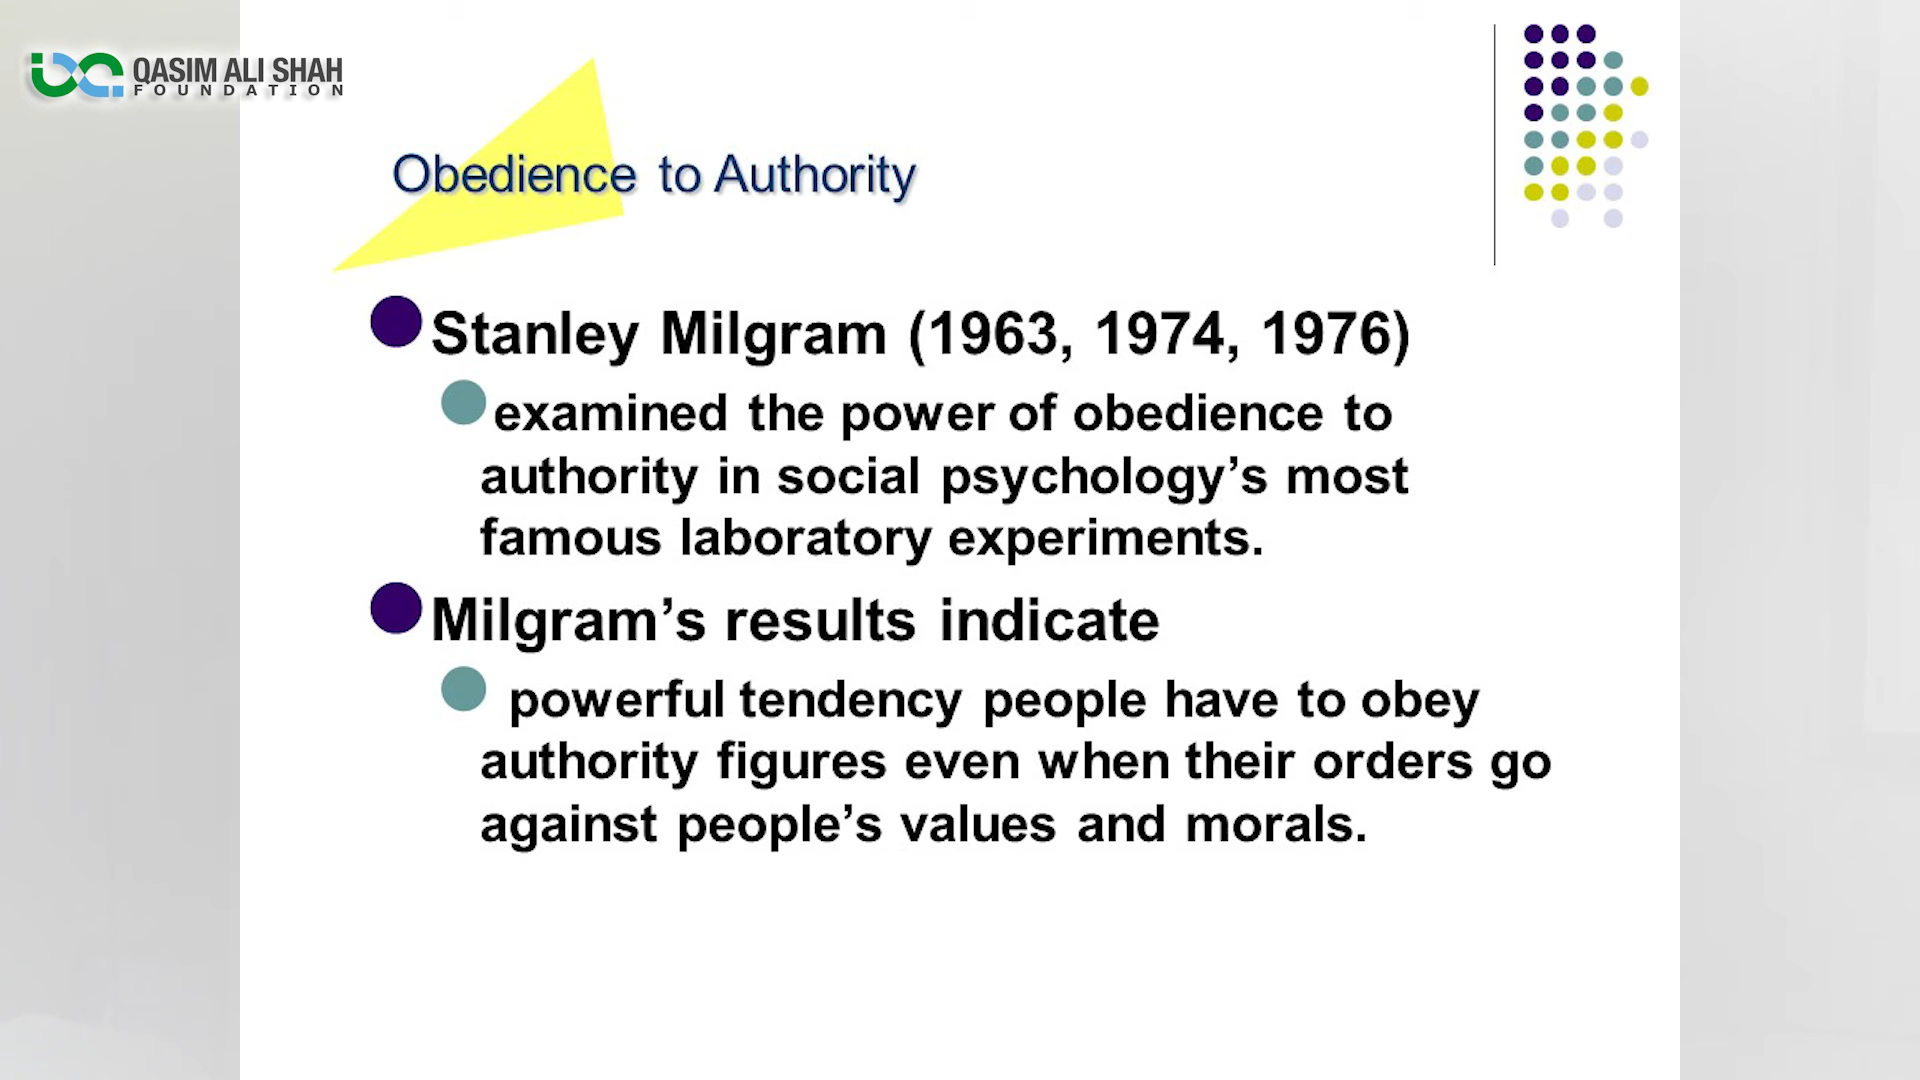 QASIM ALI SHAH
FOUNDATION
Obedience to Authority
Stanley Milgram (1963, 1974, 1976)
examined the power of obedience to
authority in social psychology’s most
famous laboratory experiments.
Milgram’s results indicate
powerful tendency people have to obey
authority figures even when their orders go
against people’s values and morals.